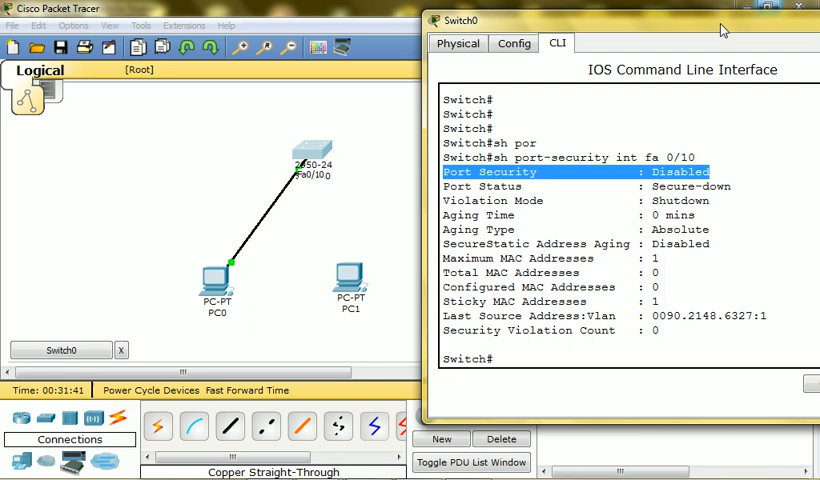 Cisco Packet Tracer
File Edit Options View Tools Extensions Help
Logical
[Root]
2950-24
Fa0/10
PC-PT
PC0
PC-PT
PC1
Switch0 X
Time: 00:31:41 Power Cycle Devices Fast Forward Time
Connections
Copper Straight-Through
New Delete
Toggle PDU List Window
Switch0
Physical Config CLI
IOS Command Line Interface
Switch#
Switch#
Switch#
Switch#sh por
Switch#sh port-security int fa 0/10
Port Security : Disabled
Port Status : Secure-down
Violation Mode : Shutdown
Aging Time : 0 mins
Aging Type : Absolute
SecureStatic Address Aging : Disabled
Maximum MAC Addresses : 1
Total MAC Addresses : 0
Configured MAC Addresses : 0
Sticky MAC Addresses : 1
Last Source Address:Vlan : 0090.2148.6327:1
Security Violation Count : 0
Switch#